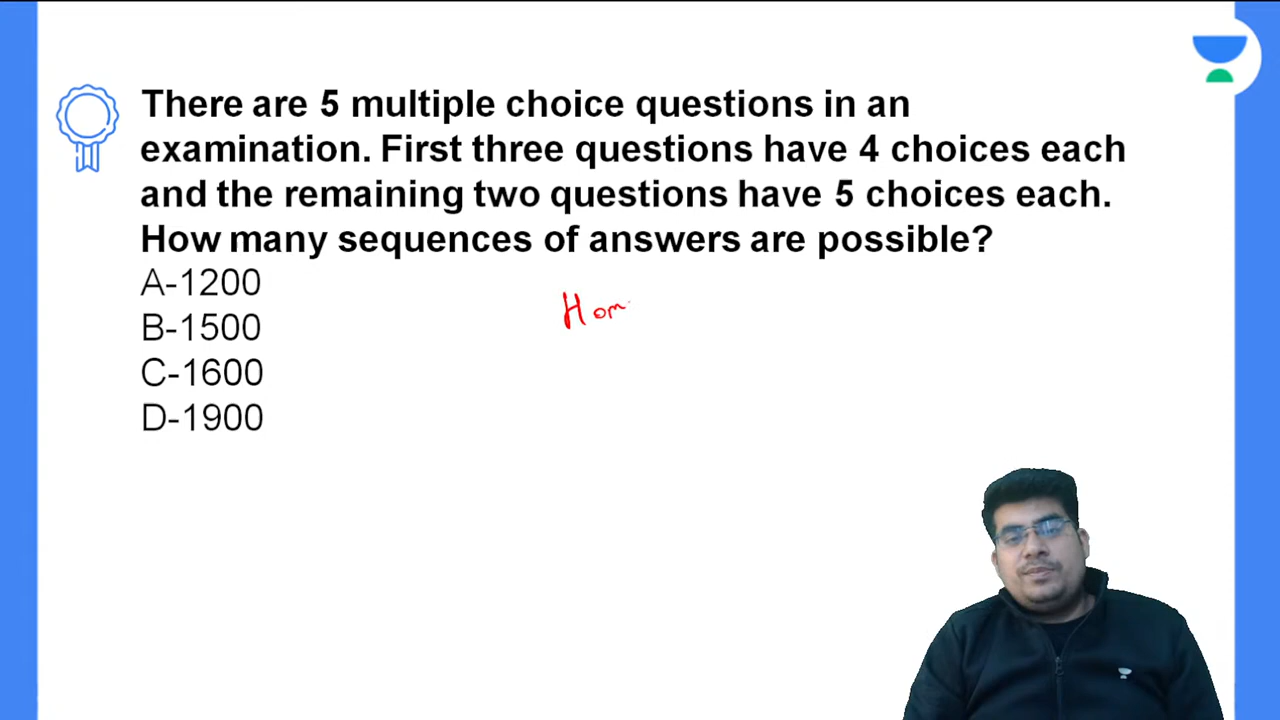 There are 5 multiple choice questions in an
examination. First three questions have 4 choices each
and the remaining two questions have 5 choices each.
How many sequences of answers are possible?
A-1200
Hom
B-1500
C-1600
D-1900